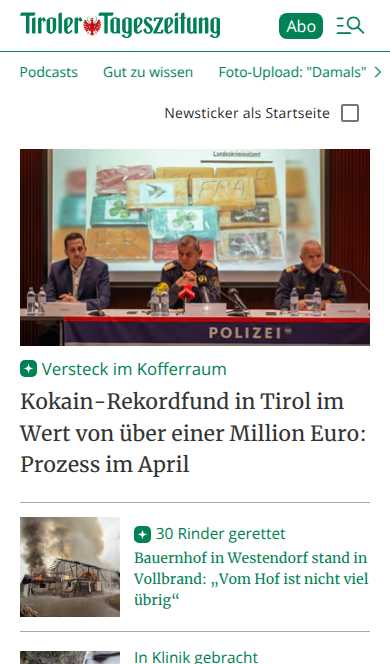 Tiroler Tageszeitung
Abo
Podcasts Gut zu wissen Foto-Upload: "Damals"
Newsticker als Startseite
Landeskriminalamt
POLIZEI
Versteck im Kofferraum
Kokain-Rekordfund in Tirol im
Wert von über einer Million Euro:
Prozess im April
30 Rinder gerettet
Bauernhof in Westendorf stand in
Vollbrand: „Vom Hof ist nicht viel
übrig“
In Klinik gebracht